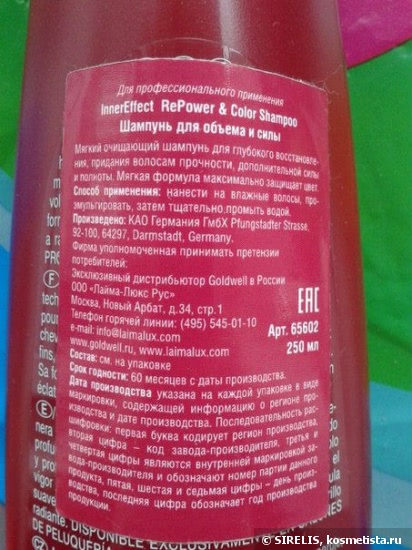 Для профессионального применения
InnerEffect RePower & Color Shampoo
Шампунь для объема и силы
Мягкий очищающий шампунь для глубокого восстановле-
ния, придания волосам прочности, дополнительной силы
и полноты. Мягкая формула максимально защищает цвет.
Способ применения: нанести на влажные волосы, про-
эмульгировать, затем тщательно промыть водой.
Произведено: КАО Германия ГмбХ Pfungstadter Strasse,
92-100, 64297, Darmstadt, Germany.
Фирма уполномоченная принимать претензии
потребителей:
Эксклюзивный дистрибьютор Goldwell в России
ООО «Лайма-Люкс Рус»
Москва, Новый Арбат, д.34, стр.1
Телефон горячей линии: (495) 545-01-10
e-mail: info@laimalux.com
www.goldwell.ru, www.laimalux.com
EAC
Арт. 65602
250 мл
Состав: см. на упаковке
Срок годности: 60 месяцев с даты производства.
Дата производства указана на каждой упаковке в виде
маркировки, содержащей информацию о регионе про-
изводства и дате производства. Последовательность рас-
шифровки: первая буква кодирует регион производства,
вторая цифра – код завода-производителя, третья и
четвертая цифры являются внутренней маркировкой за-
вода-производителя и обозначают номер партии данного
продукта, пятая, шестая и седьмая цифры – день произ-
водства, последняя цифра обозначает год производства
продукции.
radiante. DISPONIBLE EXCLUSIVAMENTE EN SALONES
DE PELUQUERÍA
© SIRELIS, kosmetista.ru